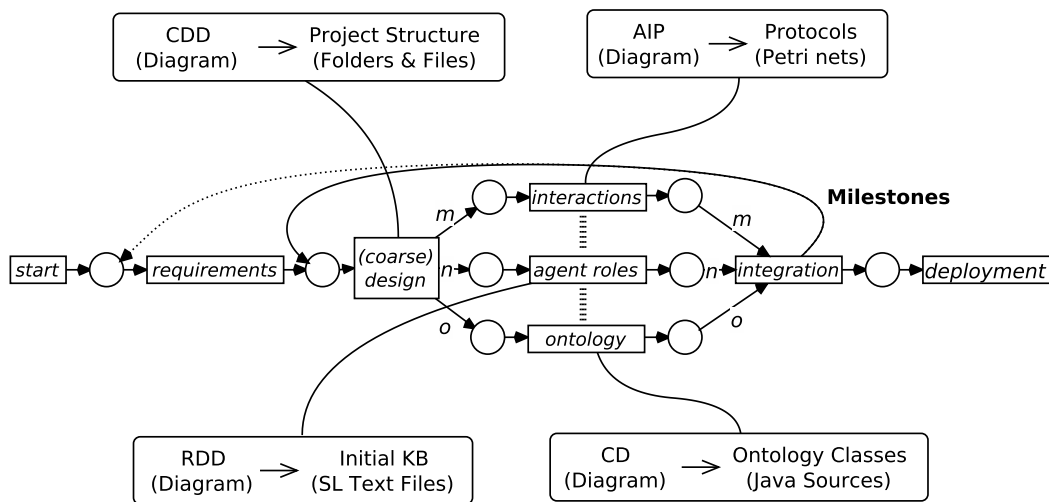 CDD
(Diagram)
Project Structure
(Folders & Files)
AIP
(Diagram)
Protocols
(Petri nets)
Milestones
start
requirements
(coarse)
design
m
interactions
m
n
agent roles
n
integration
deployment
o
ontology
o
RDD
(Diagram)
Initial KB
(SL Text Files)
CD
(Diagram)
Ontology Classes
(Java Sources)